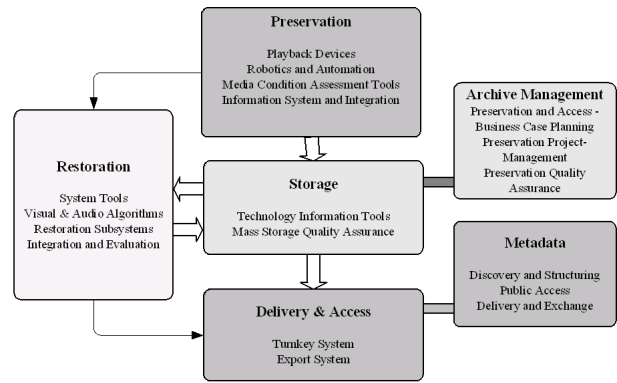 Preservation
Playback Devices
Robotics and Automation
Media Condition Assessment Tools
Information System and Integration
Archive Management
Preservation and Access -
Business Case Planning
Preservation Project-
Management
Preservation Quality
Assurance
Restoration
System Tools
Visual & Audio Algorithms
Restoration Subsystems
Integration and Evaluation
Storage
Technology Information Tools
Mass Storage Quality Assurance
Metadata
Discovery and Structuring
Public Access
Delivery and Exchange
Delivery & Access
Turnkey System
Export System